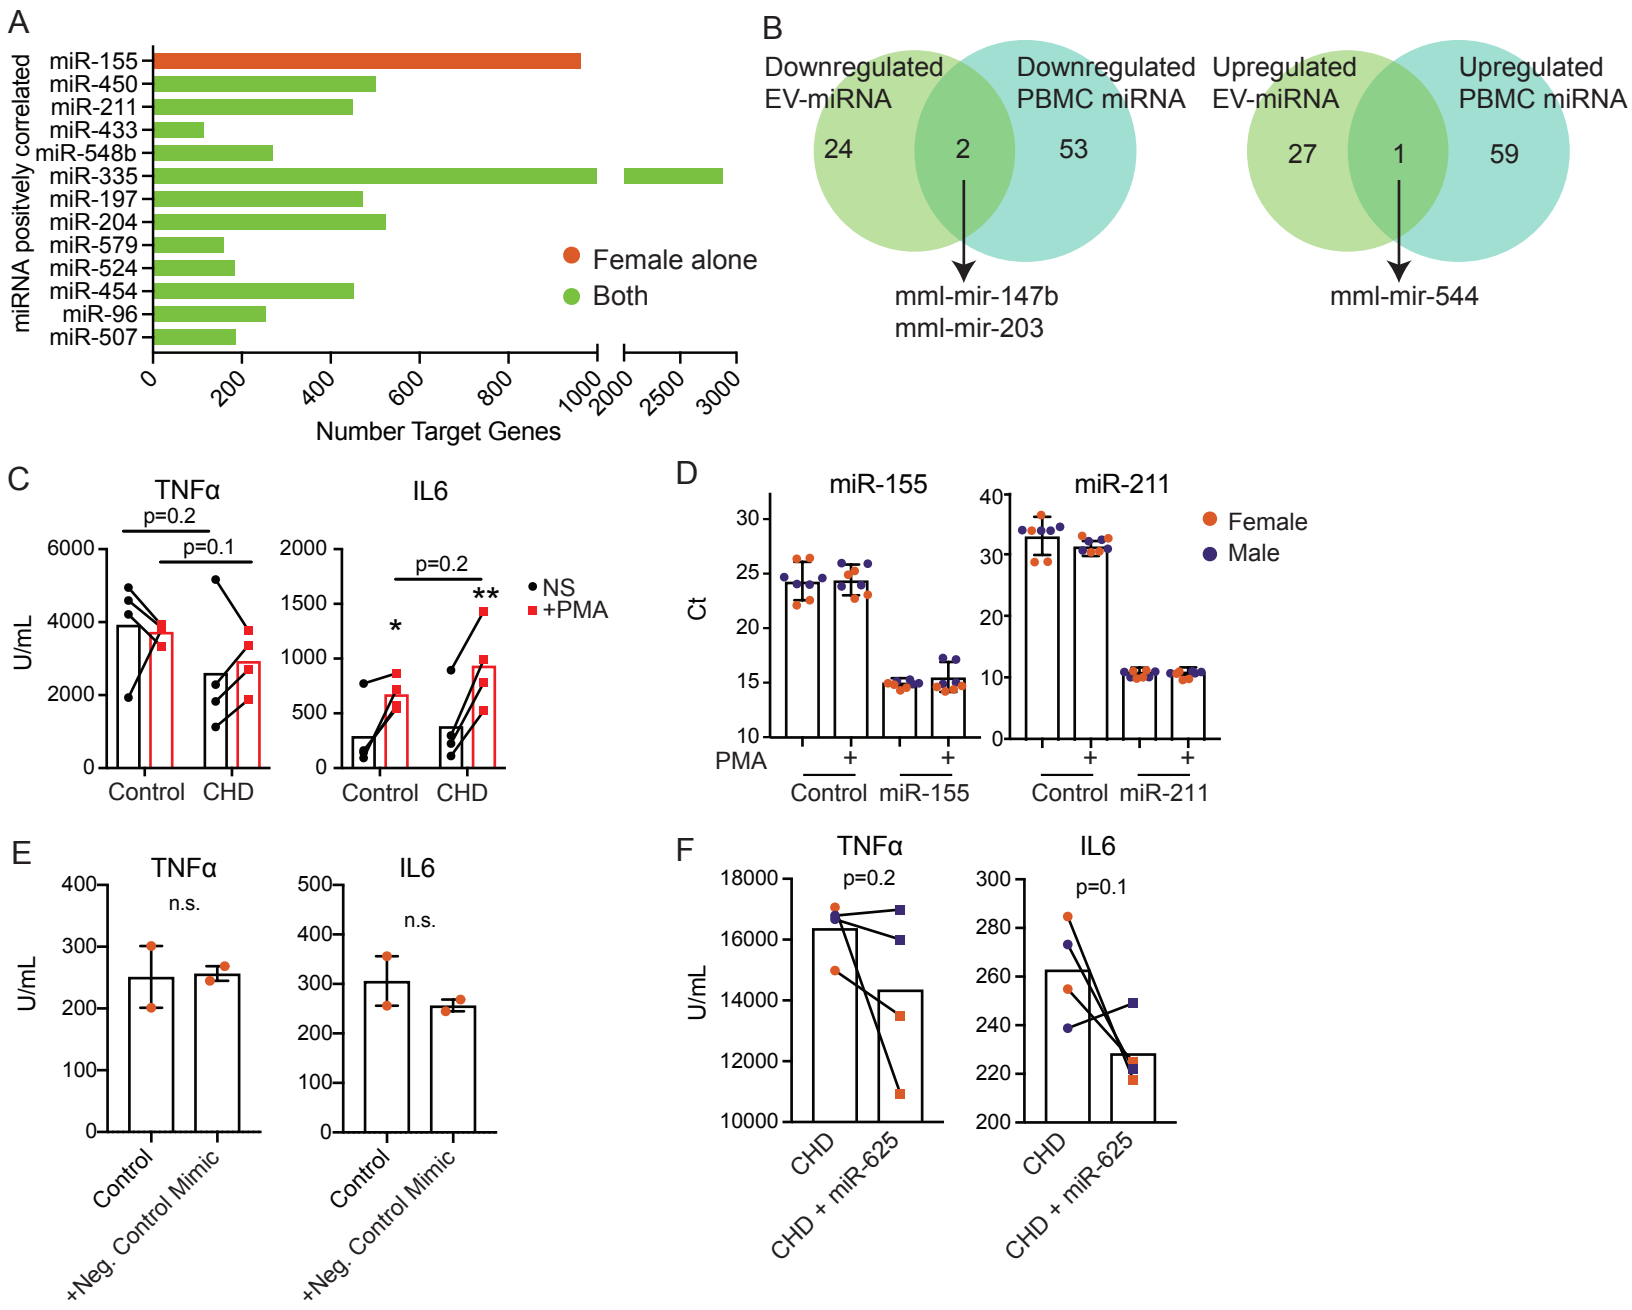 A
miRNA positvely correlated
miR-155
miR-450
miR-211
miR-433
miR-548b
miR-335
miR-197
miR-204
miR-579
miR-524
miR-454
miR-96
miR-507
Female alone
Both
0
200
400
600
800
1000
2000
2500
3000
Number Target Genes
B
Downregulated
EV-miRNA
Downregulated
PBMC miRNA
24
2
53
mml-mir-147b
mml-mir-203
Upregulated
EV-miRNA
Upregulated
PBMC miRNA
27
1
59
mml-mir-544
C
TNFα
p=0.2
p=0.1
U/mL
6000
4000
2000
0
Control
CHD
IL6
p=0.2
*
**
2000
1500
1000
500
0
Control
CHD
NS
+PMA
D
miR-155
Ct
30
25
20
15
10
PMA
+
+
Control
miR-155
miR-211
40
30
20
10
0
+
+
Control
miR-211
Female
Male
E
TNFα
n.s.
U/mL
400
300
200
100
0
Control
+Neg. Control Mimic
IL6
n.s.
500
400
300
200
100
0
Control
+Neg. Control Mimic
F
TNFα
p=0.2
U/mL
18000
16000
14000
12000
10000
CHD
CHD + miR-625
IL6
p=0.1
300
280
260
240
220
200
CHD
CHD + miR-625